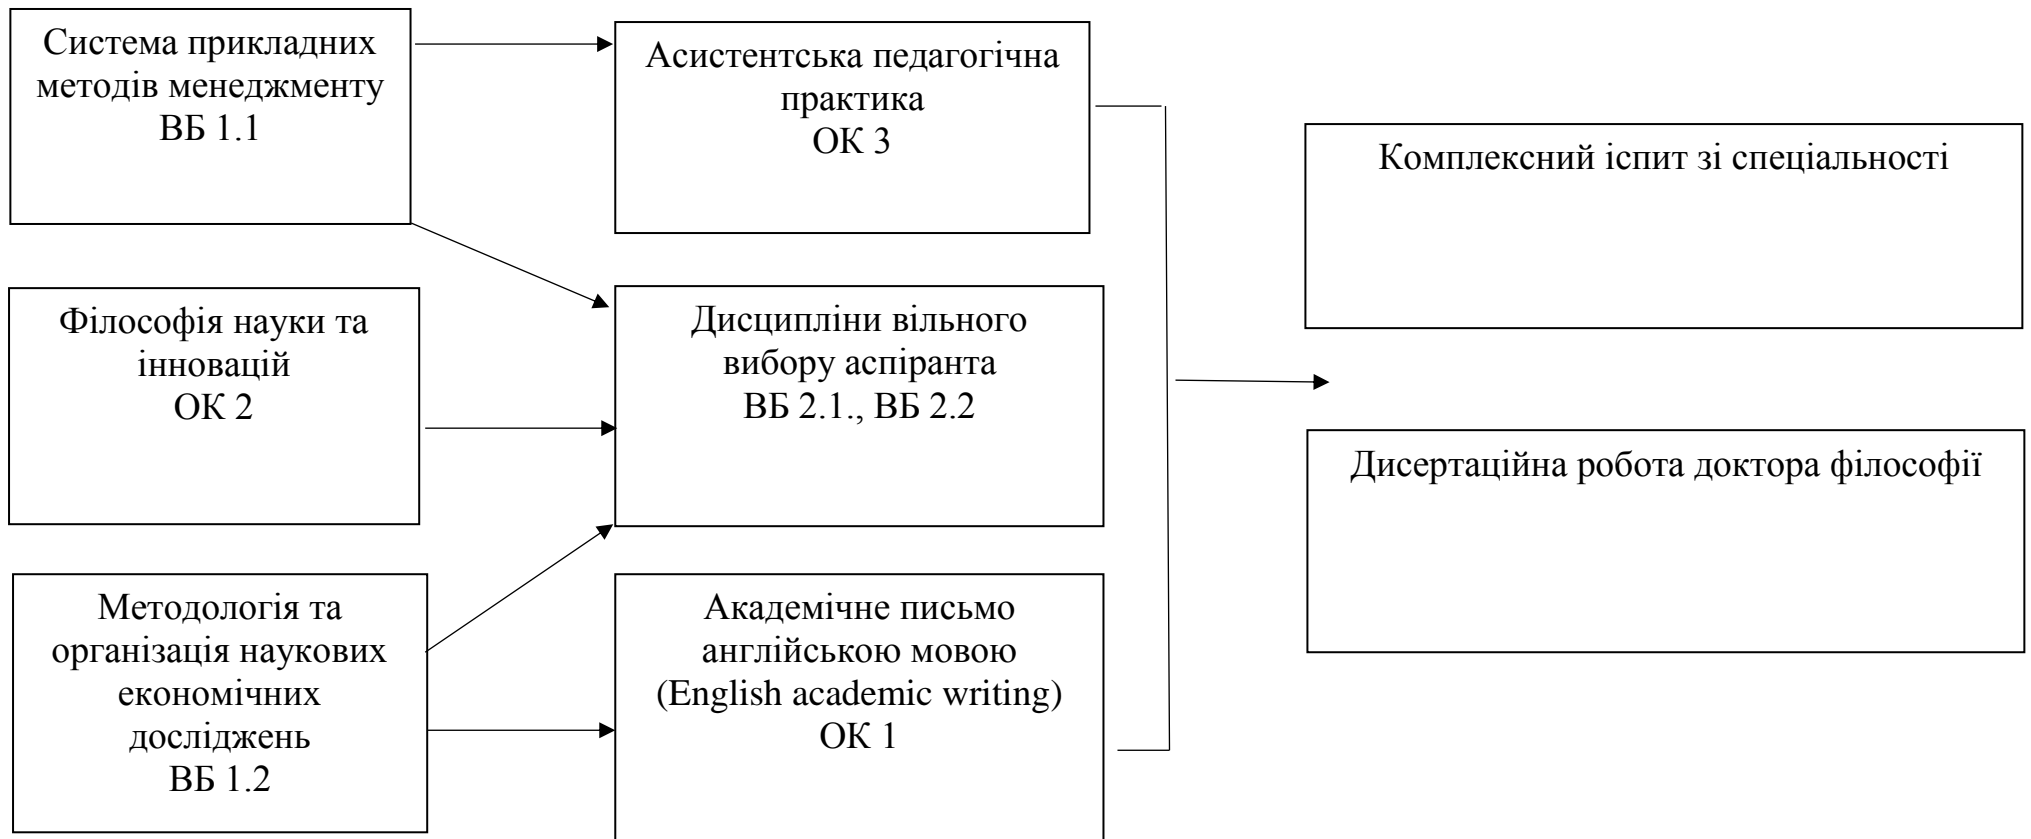 Система прикладних
методів менеджменту
ВБ 1.1
Асистентська педагогічна
практика
ОК 3
Комплексний іспит зі спеціальності
Філософія науки та
інновацій
ОК 2
Дисципліни вільного
вибору аспіранта
ВБ 2.1., ВБ 2.2
Дисертаційна робота доктора філософії
Методологія та
організація наукових
економічних
досліджень
ВБ 1.2
Академічне письмо
англійською мовою
(English academic writing)
ОК 1